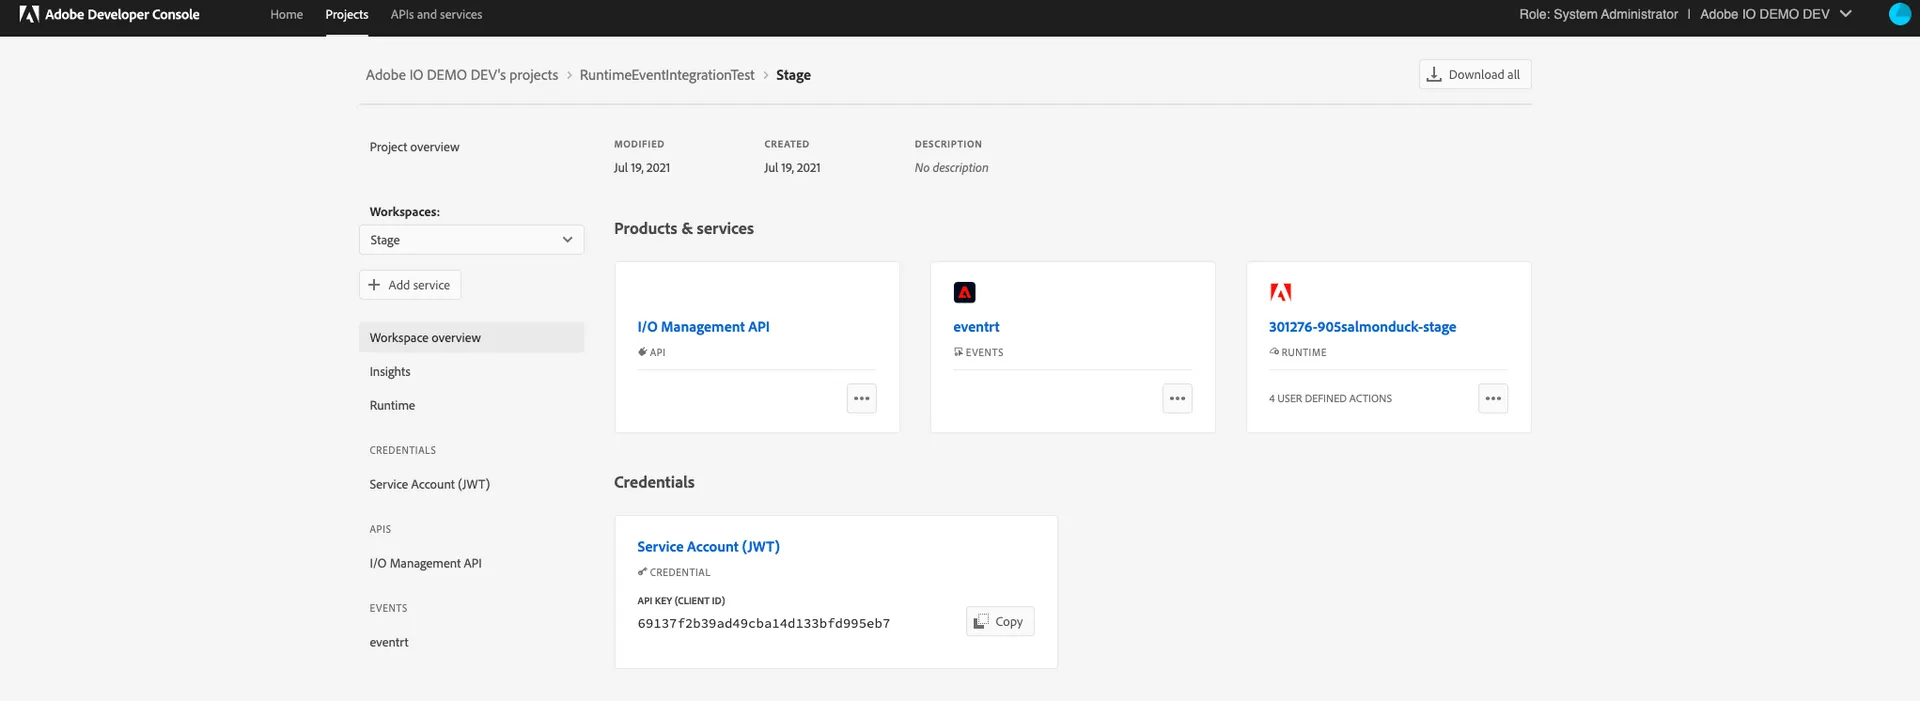 Adobe Developer Console Home Projects APIs and services Role: System Administrator | Adobe IO DEMO DEV
Adobe IO DEMO DEV's projects > RuntimeEventIntegrationTest > Stage Download all
Project overview
MODIFIED CREATED DESCRIPTION
Jul 19, 2021 Jul 19, 2021 No description
Workspaces:
Stage
+ Add service
Workspace overview
Insights
Runtime
CREDENTIALS
Service Account (JWT)
APIS
I/O Management API
EVENTS
eventrt
Products & services
I/O Management API
API
eventrt
EVENTS
301276-905salmonduck-stage
RUNTIME
4 USER DEFINED ACTIONS
Credentials
Service Account (JWT)
CREDENTIAL
API KEY (CLIENT ID)
69137f2b39ad49cba14d133bfd995eb7 Copy